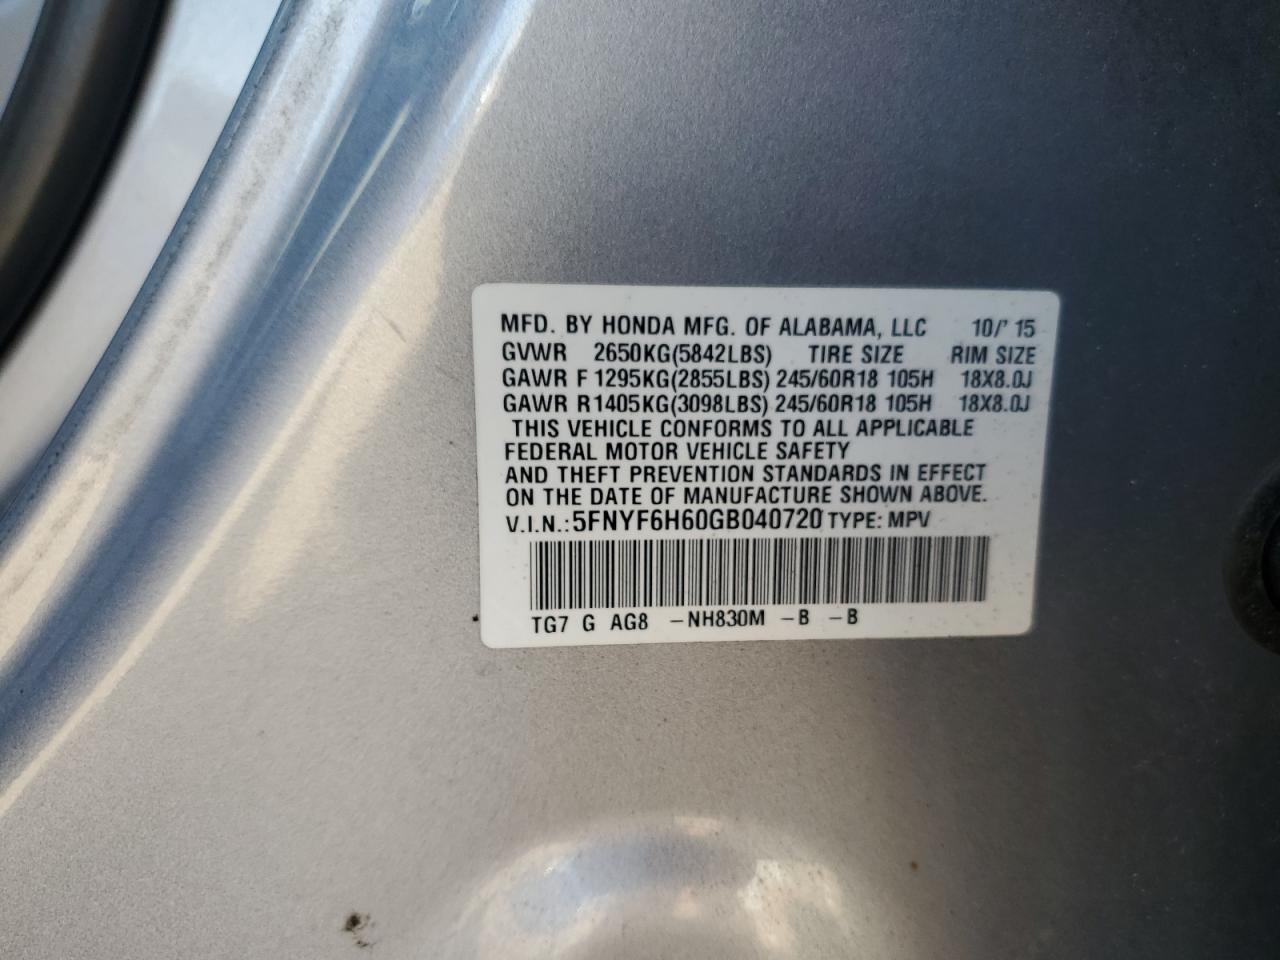 MFD. BY HONDA MFG. OF ALABAMA, LLC 10/' 15
GVWR 2650KG(5842LBS) TIRE SIZE RIM SIZE
GAWR F 1295KG(2855LBS) 245/60R18 105H 18X8.0J
GAWR R1405KG(3098LBS) 245/60R18 105H 18X8.0J
THIS VEHICLE CONFORMS TO ALL APPLICABLE
FEDERAL MOTOR VEHICLE SAFETY
AND THEFT PREVENTION STANDARDS IN EFFECT
ON THE DATE OF MANUFACTURE SHOWN ABOVE.
V.I.N.:5FNYF6H60GB040720 TYPE: MPV
TG7 G AG8 -NH830M -B -B